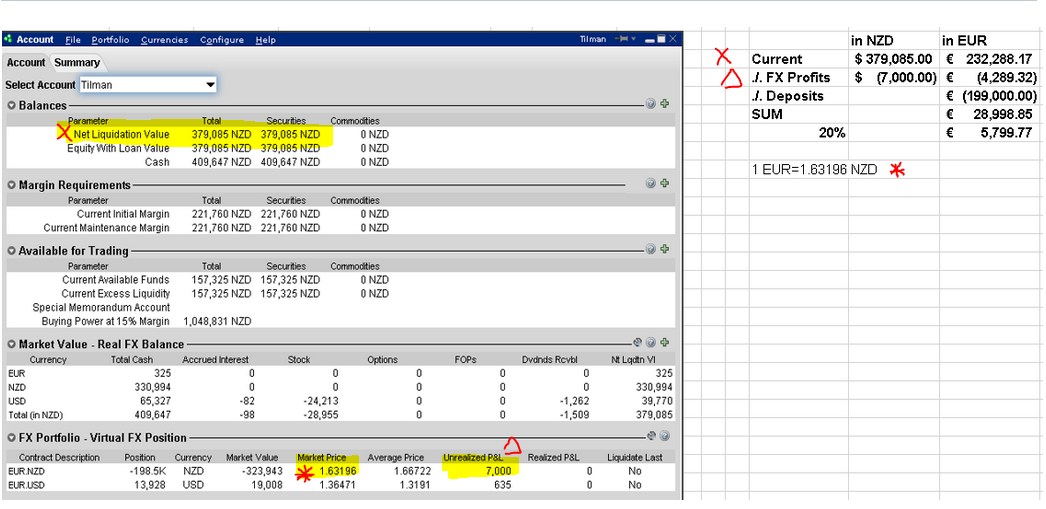 Account File Portfolio Currencies Configure Help Tilman
Account Summary
Select Account Tilman
Balances
Parameter Total Securities Commodities
Net Liquidation Value 379,085 NZD 379,085 NZD 0 NZD
Equity With Loan Value 379,085 NZD 379,085 NZD 0 NZD
Cash 409,647 NZD 409,647 NZD 0 NZD
Margin Requirements
Parameter Total Securities Commodities
Current Initial Margin 221,760 NZD 221,760 NZD 0 NZD
Current Maintenance Margin 221,760 NZD 221,760 NZD 0 NZD
Available for Trading
Parameter Total Securities Commodities
Current Available Funds 157,325 NZD 157,325 NZD 0 NZD
Current Excess Liquidity 157,325 NZD 157,325 NZD 0 NZD
Special Memorandum Account
Buying Power at 15% Margin 1,048,831 NZD
Market Value - Real FX Balance
Currency Total Cash Accrued Interest Stock Options FOPs Dvdnds Rcvbl Nt Lqdtn Vl
EUR 325 0 0 0 0 0 325
NZD 330,994 0 0 0 0 0 330,994
USD 65,327 -82 -24,213 0 0 -1,262 39,770
Total (in NZD) 409,647 -98 -28,955 0 0 -1,509 379,085
FX Portfolio - Virtual FX Position
Contract Description Position Currency Market Value Market Price Average Price Unrealized P&L Realized P&L Liquidate Last
EUR.NZD -198.5K NZD -323,943 1.63196 1.66722 7,000 0 No
EUR.USD 13,928 USD 19,008 1.36471 1.3191 635 0 No
in NZD in EUR
Current $ 379,085.00 € 232,288.17
./. FX Profits $ (7,000.00) € (4,289.32)
./. Deposits € (199,000.00)
SUM € 28,998.85
20% € 5,799.77
1 EUR=1.63196 NZD